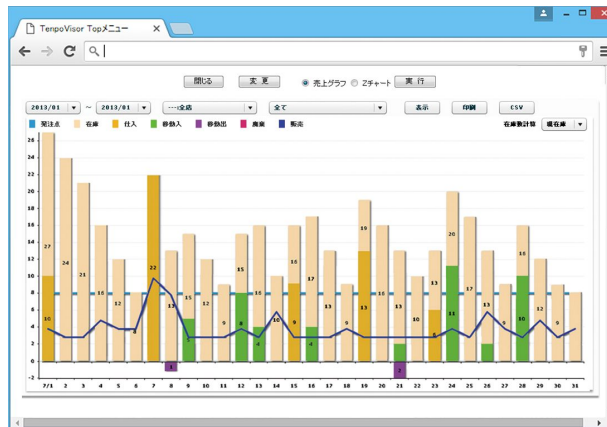 TenpoVisor Topメニュー
閉じる 変 更 売上グラフ Zチャート 実 行
2013/01 ~ 2013/01 ---:全店 全て 表示 印刷 CSV
発注点 在庫 仕入 移動入 移動出 廃棄 販売 在庫数計算 現在庫
26
24
22
20
18
16
14
12
10
8
6
4
2
0
-2
27 24 21 16 12 22 13 15 12 9 15 16 10 16 17 13 9 19 16 13 10 13 20 17 13 9 16 12 9
10 8 4 9 4 13 2 6 11 10
7/1 2 3 4 5 6 7 8 9 10 11 12 13 14 15 16 17 18 19 20 21 22 23 24 25 26 27 28 29 30 31